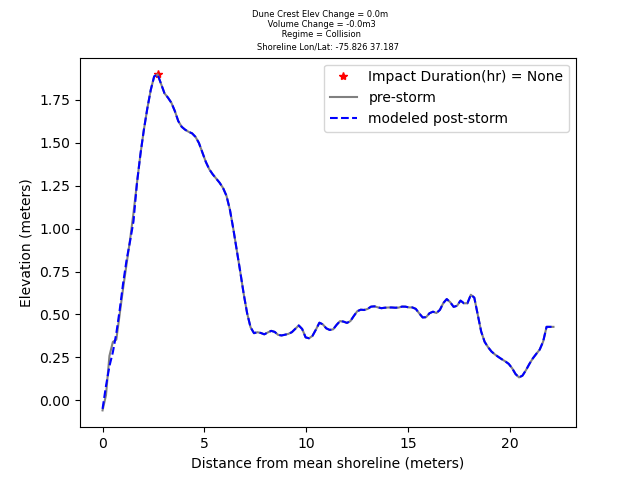 Dune Crest Elev Change = 0.0m
Volume Change = -0.0m3
Regime = Collision
Shoreline Lon/Lat: -75.826 37.187
Impact Duration(hr) = None
pre-storm
modeled post-storm
1.75
1.50
1.25
1.00
0.75
0.50
0.25
0.00
Elevation (meters)
0 5 10 15 20
Distance from mean shoreline (meters)